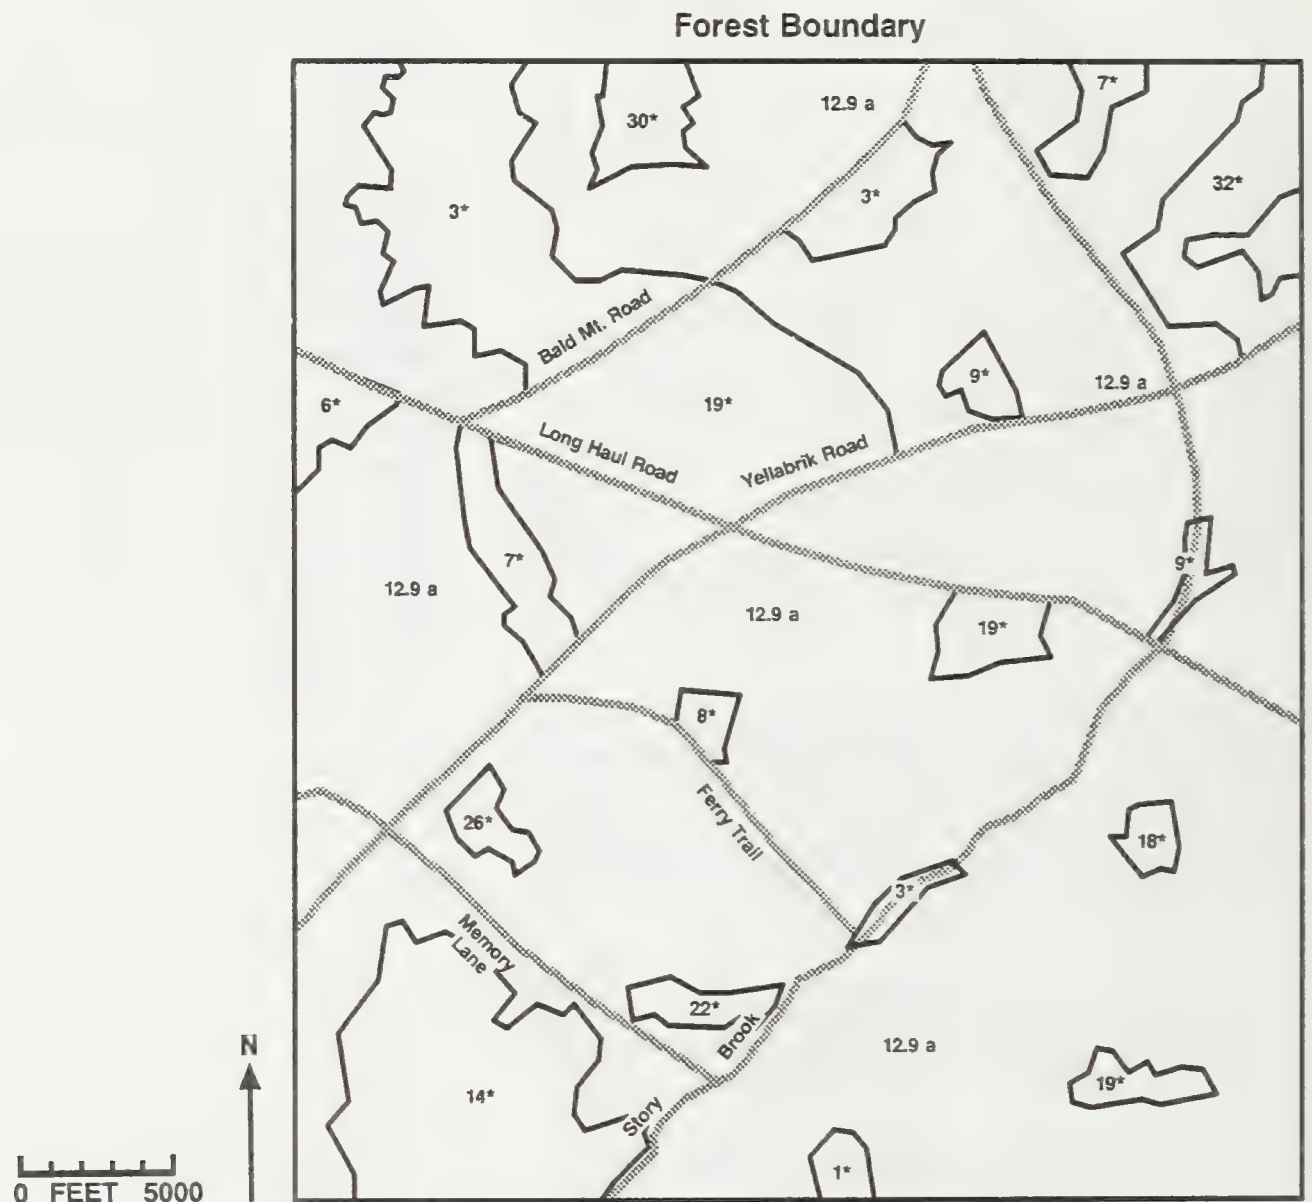 Forest Boundary
7*
12.9 a
30*
32*
3*
3*
Bald Mt. Road
9*
12.9 a
6*
19*
Long Haul Road
Yellabrik Road
7*
9*
12.9 a
12.9 a
19*
8*
Ferry Trail
26*
18*
3*
Memory
Lane
22*
Brook
12.9 a
N
19*
14*
Story
1*
0 FEET 5000